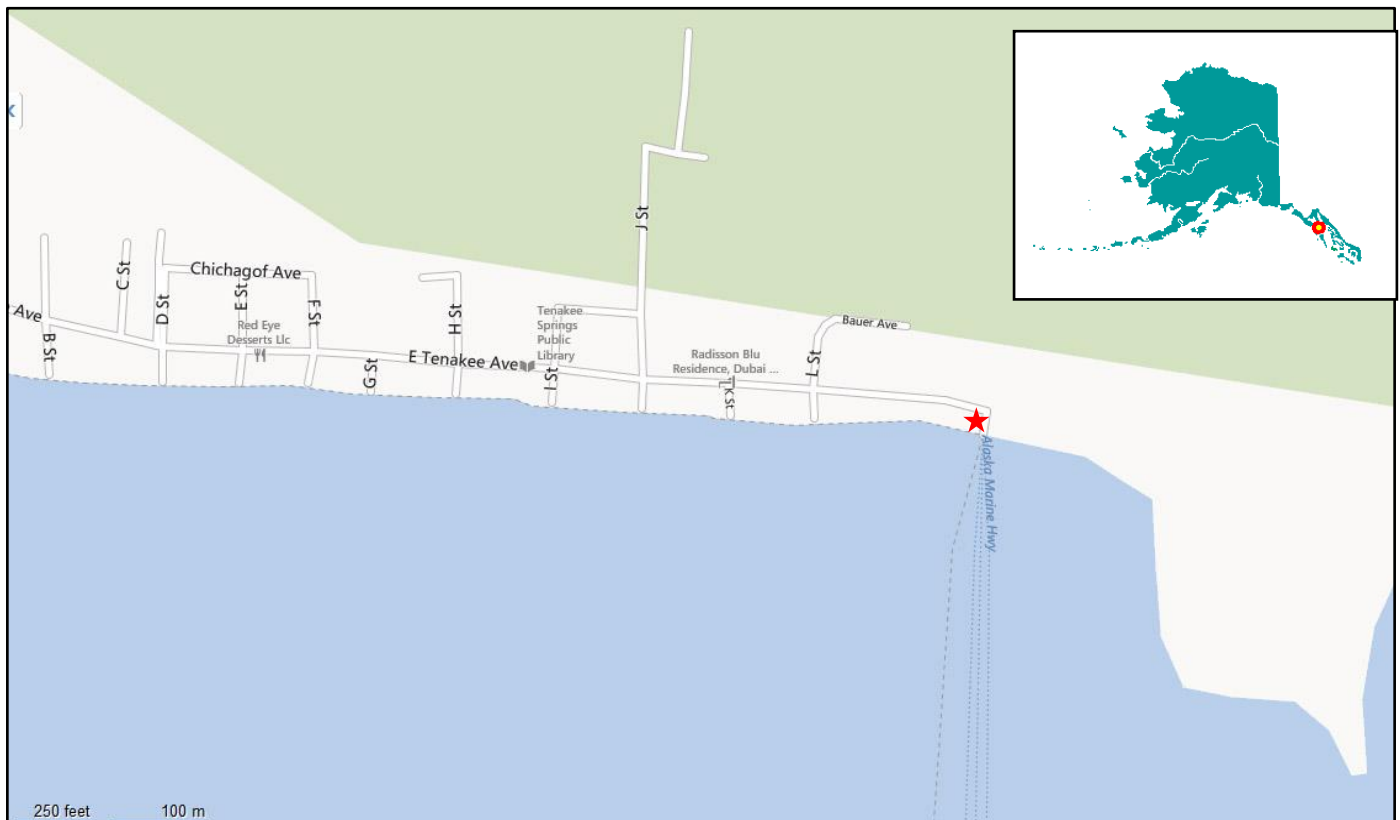 J St
C St
Chichagof Ave
E St
D St
F St
H St
Ave
B St
Red Eye
Desserts Llc
Tenakee
Springs
Public
Library
E Tenakee Ave
G St
I St
Bauer Ave
Radisson Blu
Residence, Dubai ...
K St
L St
Alaska Marine Hwy
250 feet
100 m